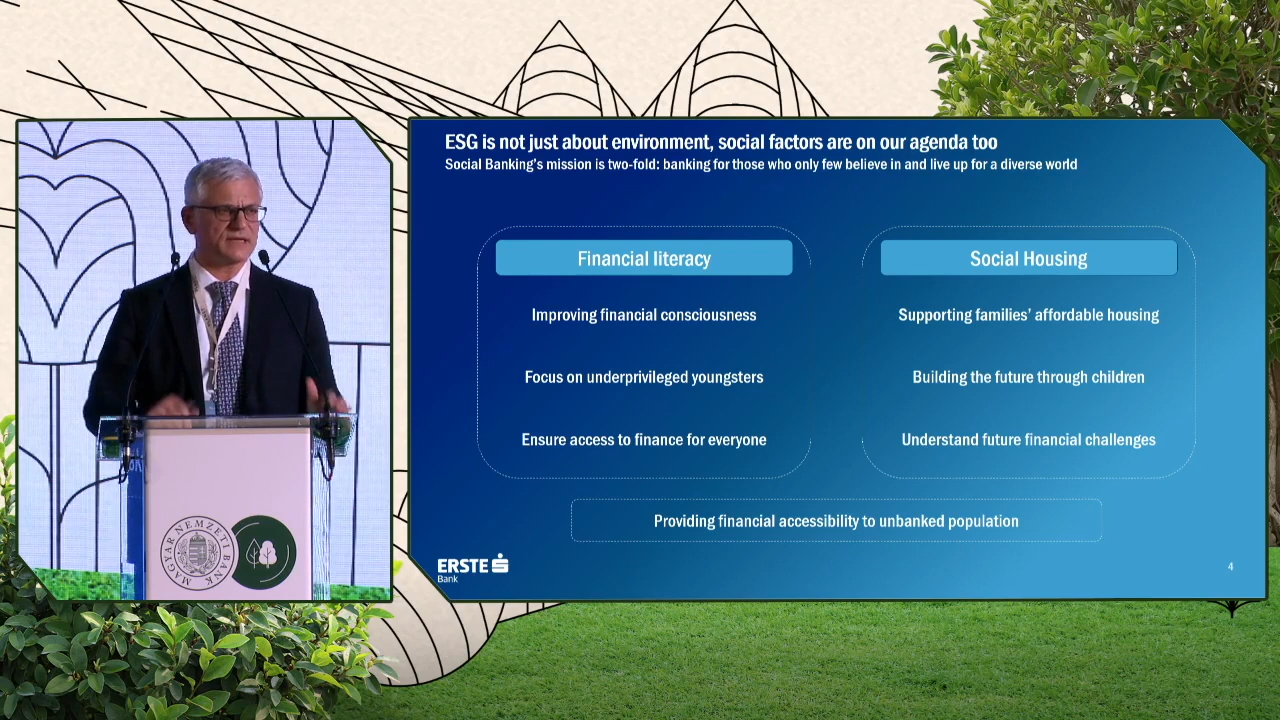 ESG is not just about environment, social factors are on our agenda too
Social Banking's mission is two-fold: banking for those who only few believe in and live up for a diverse world
Financial literacy
Improving financial consciousness
Focus on underprivileged youngsters
Ensure access to finance for everyone
Social Housing
Supporting families’ affordable housing
Building the future through children
Understand future financial challenges
Providing financial accessibility to unbanked population
ERSTE
Bank
4
MAGYAR NEMZETI BANK